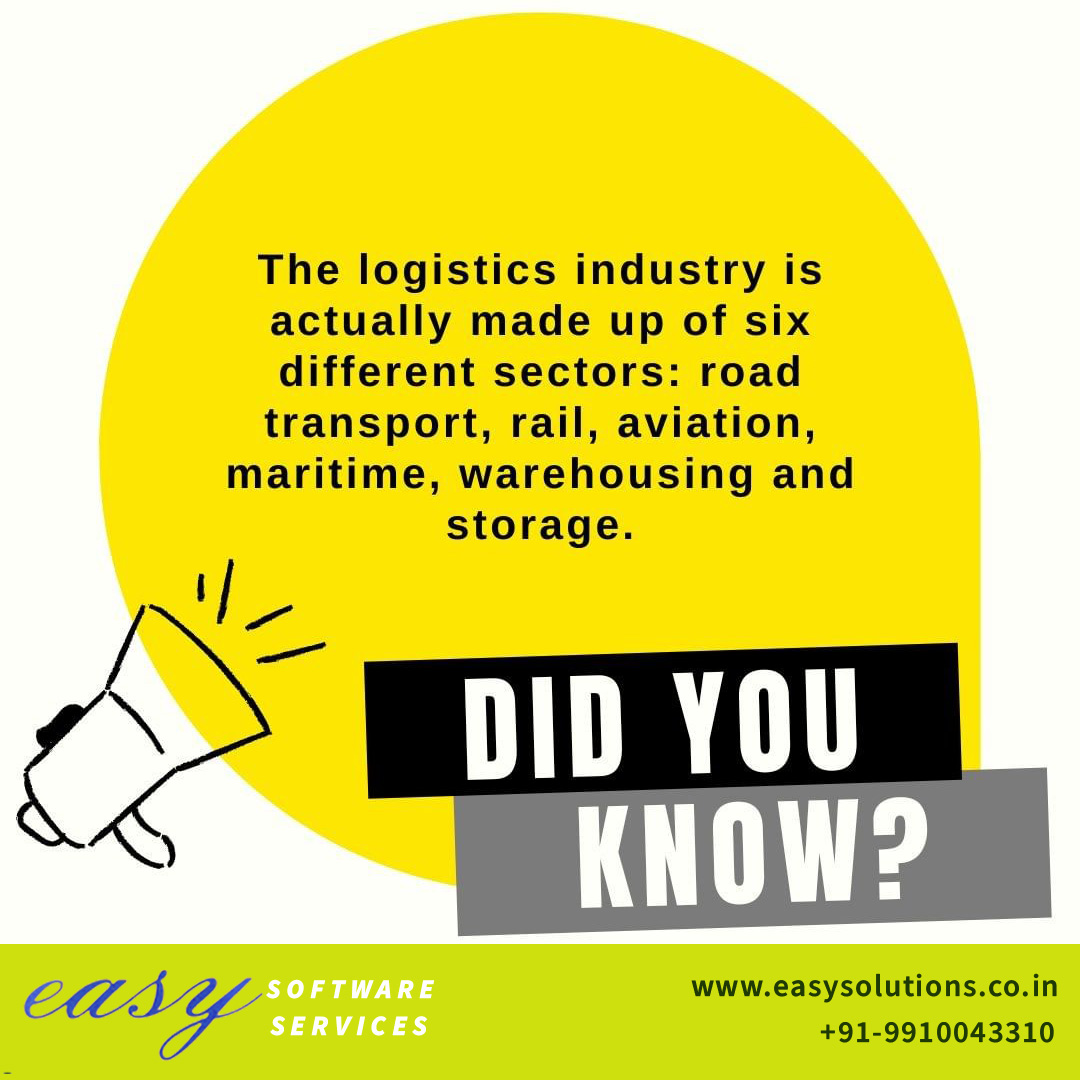 The logistics industry is
actually made up of six
different sectors: road
transport, rail, aviation,
maritime, warehousing and
storage.
DID YOU
KNOW?
easy SOFTWARE
SERVICES
www.easysolutions.co.in
+91-9910043310